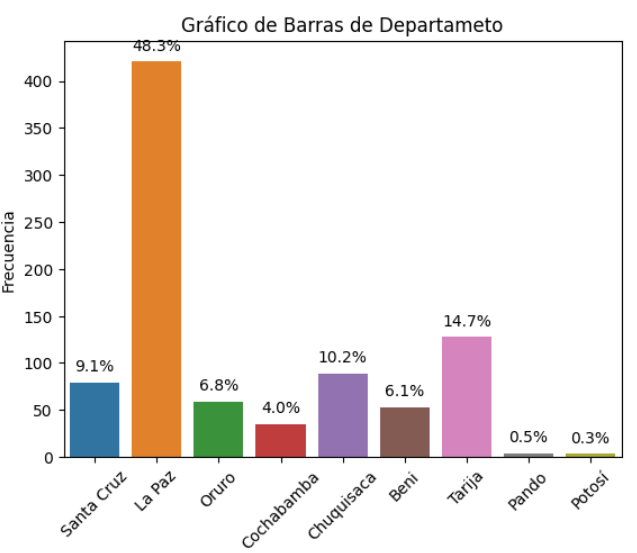 Gráfico de Barras de Departameto
48.3%
400
350
300
250
200
150
100
50
0
Frecuencia
9.1%
6.8%
4.0%
10.2%
6.1%
14.7%
0.5%
0.3%
Santa Cruz
La Paz
Oruro
Cochabamba
Chuquisaca
Beni
Tarija
Pando
Potosí